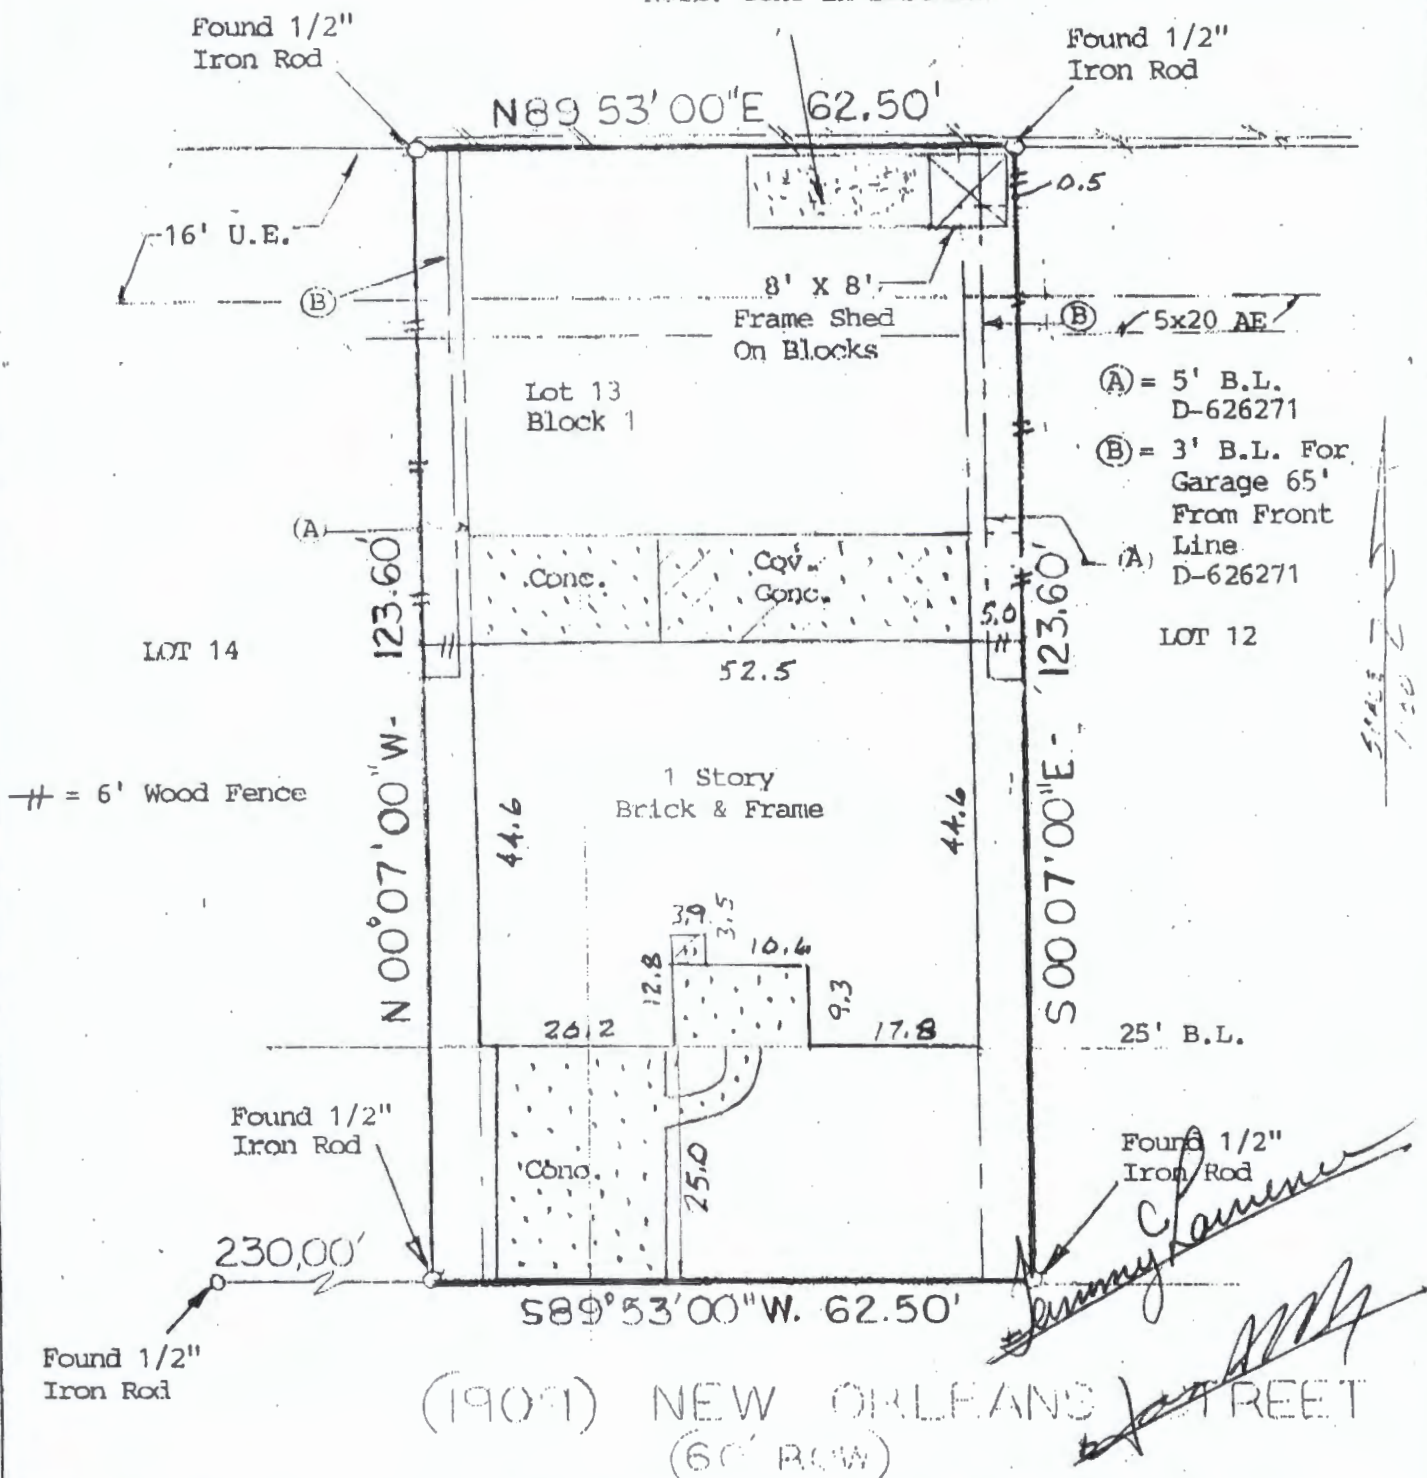 Found 1/2"
Iron Rod
Found 1/2"
Iron Rod
N89 53'00"E 62.50'
0.5
16' U.E.
B
8' X 8'
Frame Shed
On Blocks
B
5x20 AE
Lot 13
Block 1
A = 5' B.L.
D-626271
B = 3' B.L. For
Garage 65'
From Front
Line
D-626271
(A)
(A)
Conc.
Cov.
Conc.
5.0
123.60'
123.60'
LOT 14
LOT 12
52.5
= 6' Wood Fence
1 Story
Brick & Frame
44.6
44.6
N 00°07'00"W-
S 00 07'00"E-
3.9
3.5
10.6
12.8
9.3
17.8
25' B.L.
Found 1/2"
Iron Rod
Conc.
25.0
Found 1/2"
Iron Rod
230.00'
S89°53'00"W. 62.50'
Found 1/2"
Iron Rod
NEW ORLEANS STREET
(60' ROW)